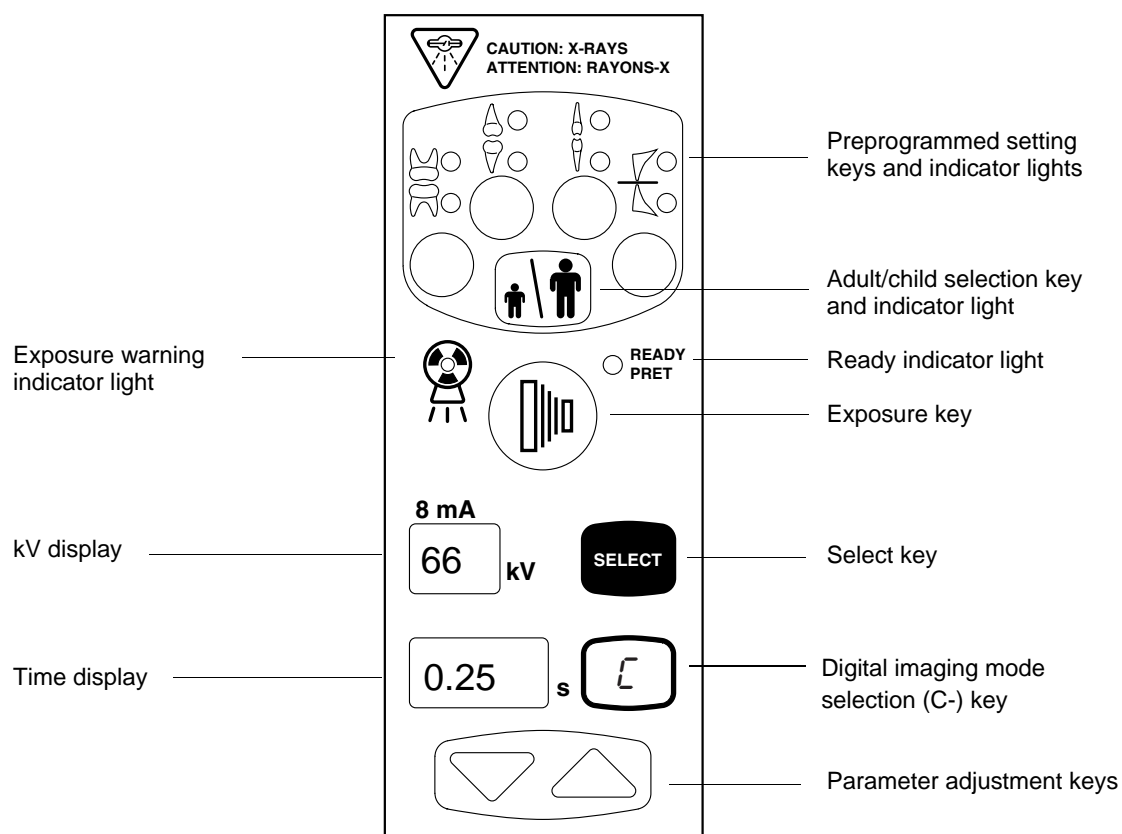 CAUTION: X-RAYS
ATTENTION: RAYONS-X
Preprogrammed setting
keys and indicator lights
Adult/child selection key
and indicator light
Exposure warning
indicator light
READY
PRET
Ready indicator light
Exposure key
8 mA
kV display
66
kV
SELECT
Select key
Time display
0.25
s
C
Digital imaging mode
selection (C-) key
Parameter adjustment keys